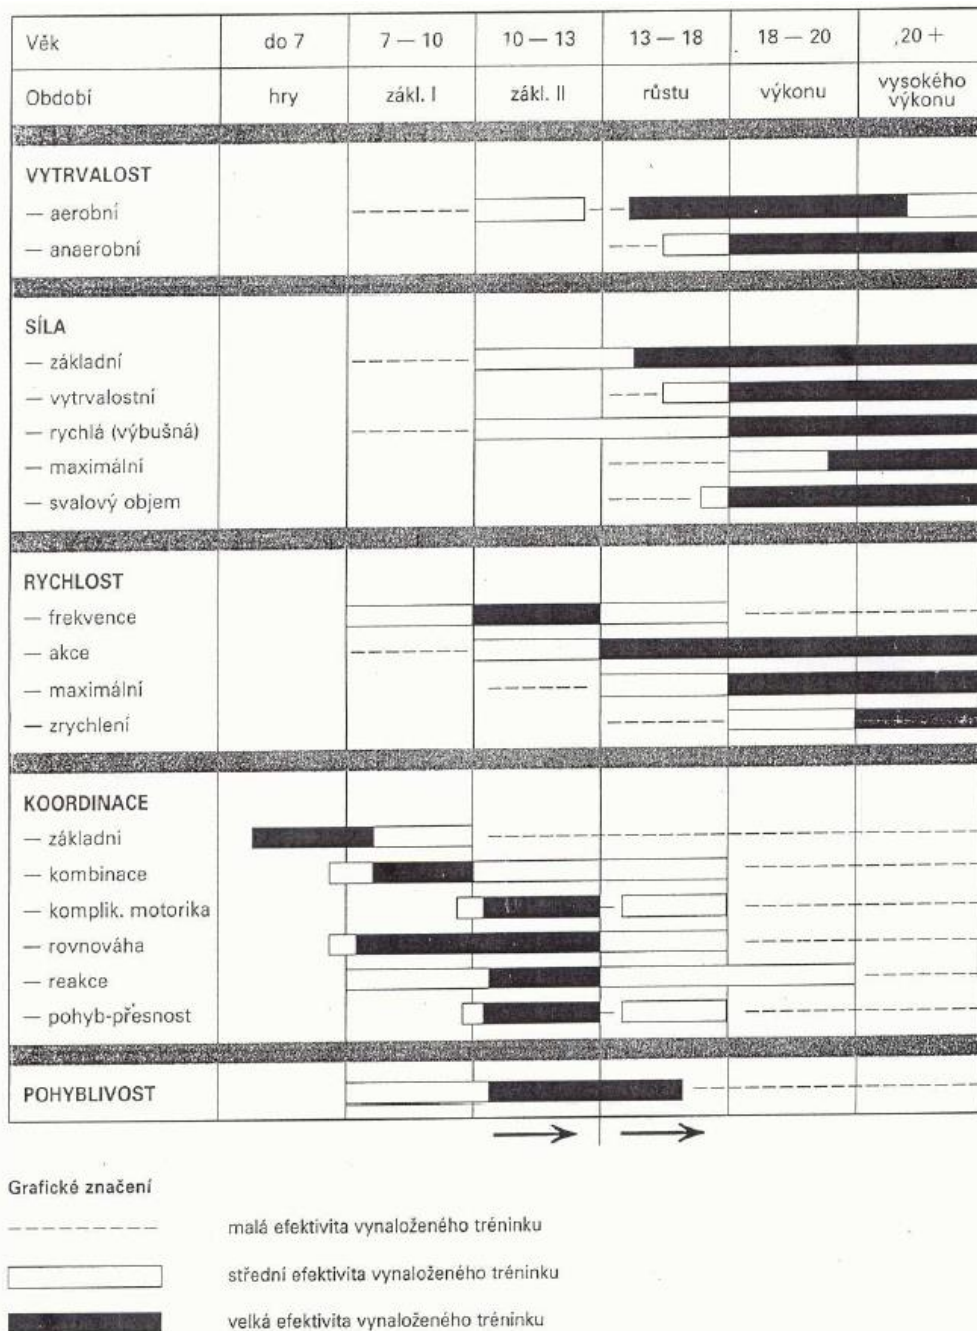 Věk do 7 7 — 10 10 — 13 13 — 18 18 — 20 ,20 +
Období hry zákl. I zákl. II růstu výkonu vysokého výkonu
VYTRVALOST
— aerobní
— anaerobní
SÍLA
— základní
— vytrvalostní
— rychlá (výbušná)
— maximální
— svalový objem
RYCHLOST
— frekvence
— akce
— maximální
— zrychlení
KOORDINACE
— základní
— kombinace
— komplik. motorika
— rovnováha
— reakce
— pohyb-přesnost
POHYBLIVOST
Grafické značení
malá efektivita vynaloženého tréninku
střední efektivita vynaloženého tréninku
velká efektivita vynaloženého tréninku